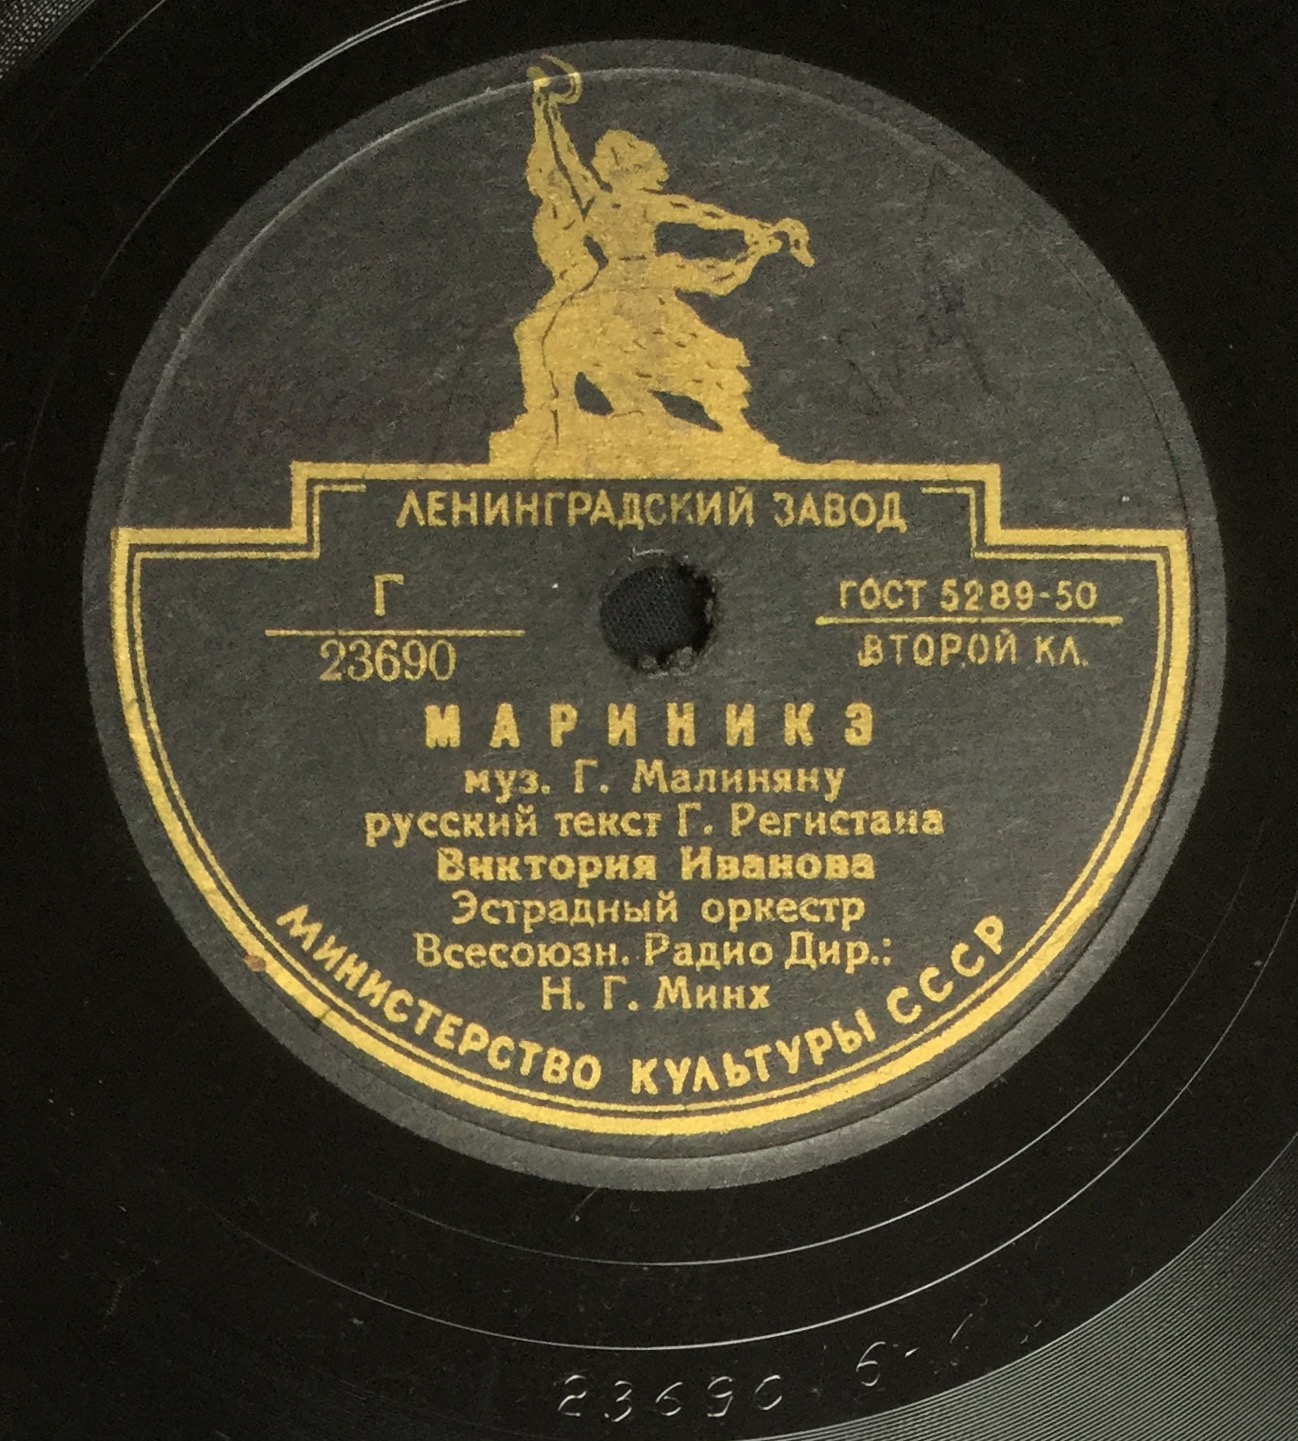 ЛЕНИНГРАДСКИЙ ЗАВОД
Г
23690
ГОСТ 5289-50
ВТОРОЙ КЛ.
МАРИНИКЭ
муз. Г. Малиняну
русский текст Г. Регистана
Виктория Иванова
Эстрадный оркестр
Всесоюзн. Радио Дир.:
Н. Г. Минх
МИНИСТЕРСТВО КУЛЬТУРЫ СССР
23690